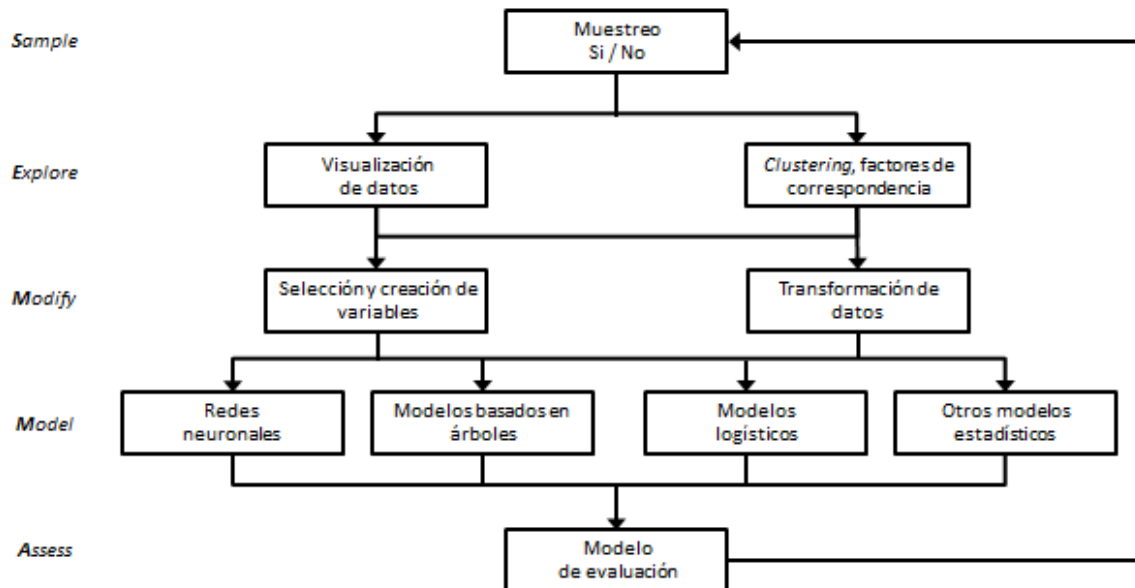 Sample
Muestreo
Si / No
Explore
Visualización
de datos
Clustering, factores de
correspondencia
Modify
Selección y creación de
variables
Transformación de
datos
Model
Redes
neuronales
Modelos basados en
árboles
Modelos
logísticos
Otros modelos
estadísticos
Assess
Modelo
de evaluación